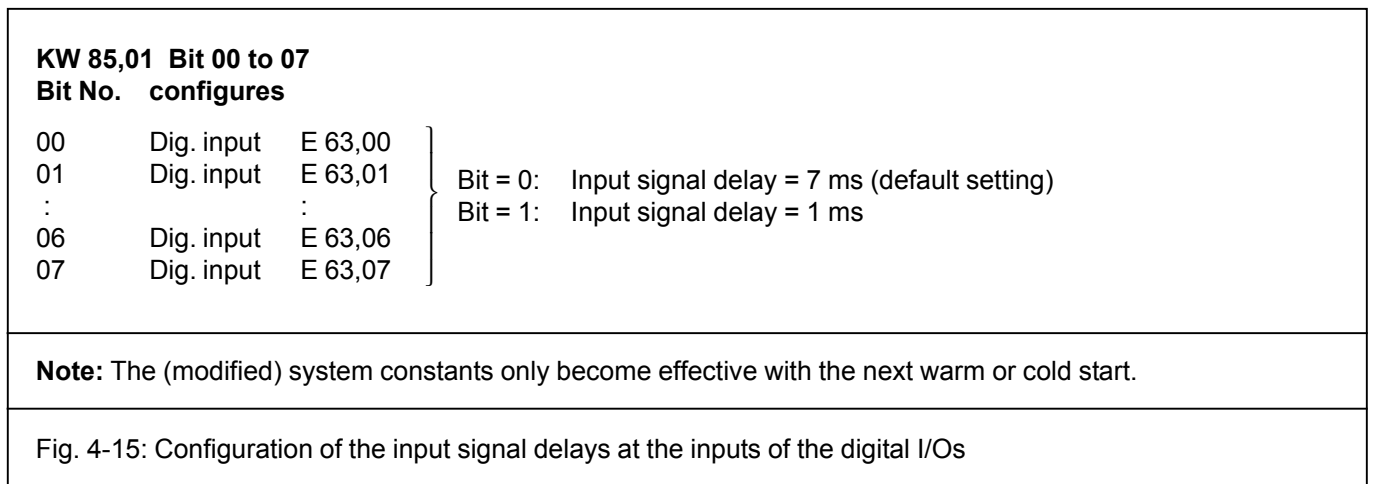 KW 85,01 Bit 00 to 07
Bit No. configures
00 Dig. input E 63,00
01 Dig. input E 63,01
: :
06 Dig. input E 63,06
07 Dig. input E 63,07
Bit = 0: Input signal delay = 7 ms (default setting)
Bit = 1: Input signal delay = 1 ms
Note: The (modified) system constants only become effective with the next warm or cold start.
Fig. 4-15: Configuration of the input signal delays at the inputs of the digital I/Os